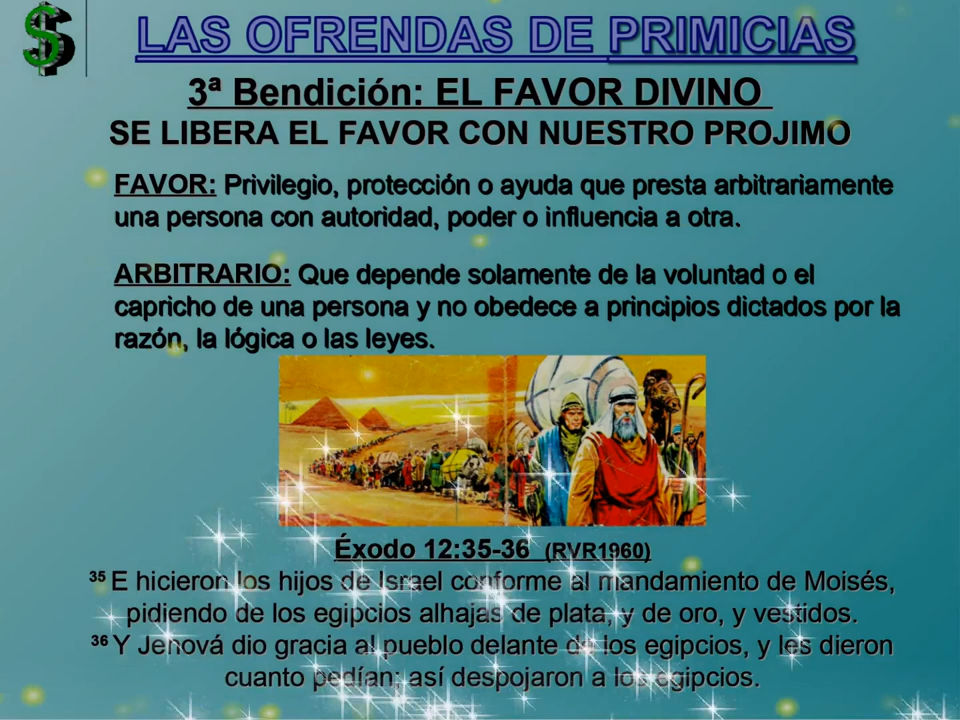 LAS OFRENDAS DE PRIMICIAS
3ª Bendición: EL FAVOR DIVINO
SE LIBERA EL FAVOR CON NUESTRO PROJIMO
FAVOR: Privilegio, protección o ayuda que presta arbitrariamente
una persona con autoridad, poder o influencia a otra.
ARBITRARIO: Que depende solamente de la voluntad o el
capricho de una persona y no obedece a principios dictados por la
razón, la lógica o las leyes.
Éxodo 12:35-36 (RVR1960)
35 E hicieron los hijos de Israel conforme al mandamiento de Moisés,
pidiendo de los egipcios alhajas de plata, y de oro, y vestidos.
36 Y Jehová dio gracia al pueblo delante de los egipcios, y les dieron
cuanto pedían; así despojaron a los egipcios.